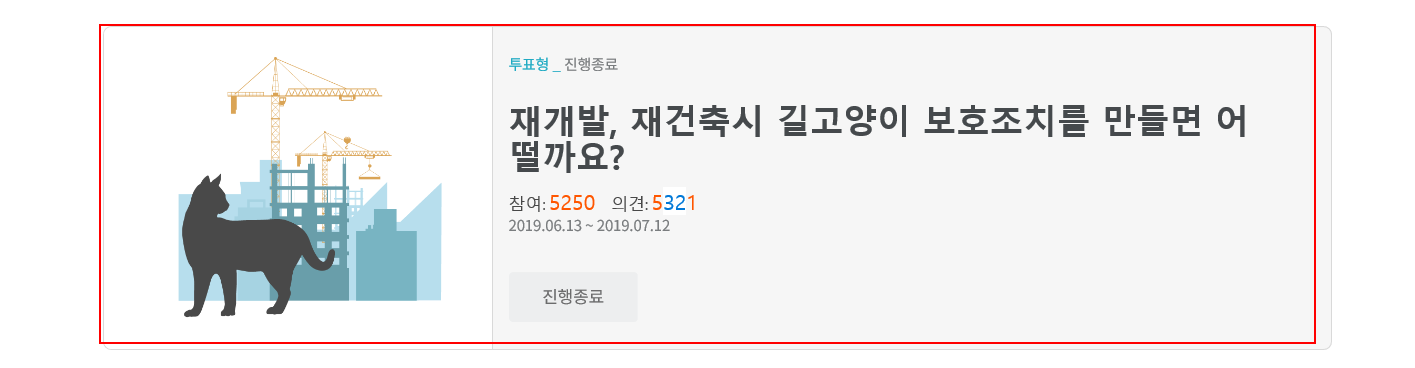 투표형 _ 진행종료
재개발, 재건축시 길고양이 보호조치를 만들면 어
떨까요?
참여: 5250 의견: 5321
2019.06.13 ~ 2019.07.12
진행종료